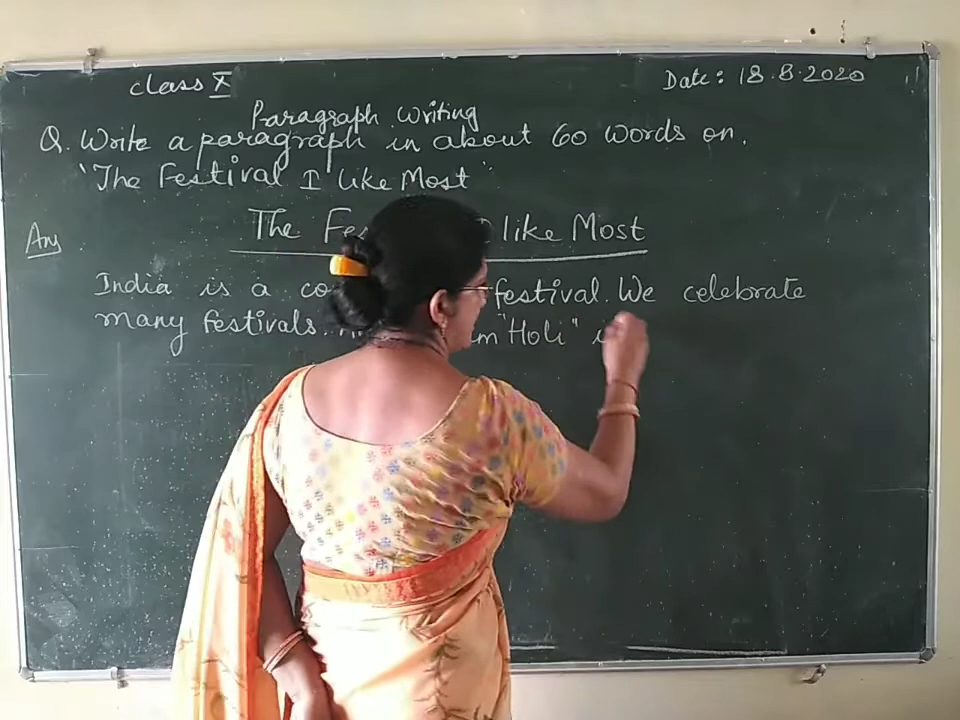 class X
Date: 18.8.2020
Paragraph Writing
Q. Write a paragraph in about 60 words on.
'The Festival I like Most'
The Fes I like Most
Ans
India is a co festival. We celebrate
many festivals. "Holi"